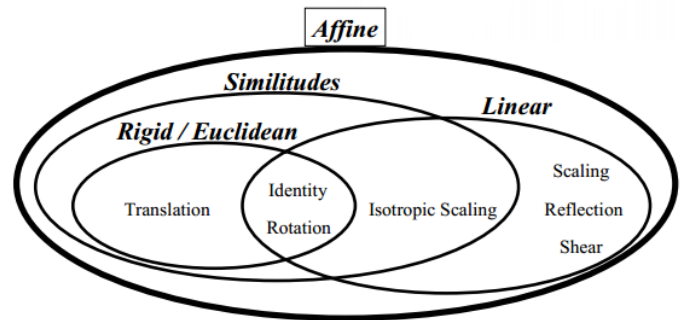 Affine
Similitudes
Linear
Rigid / Euclidean
Scaling
Identity
Translation
Isotropic Scaling
Reflection
Rotation
Shear